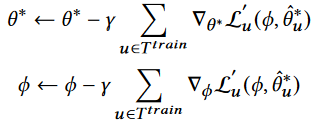 θ* ← θ* − γ ∑_{u∈T^{train}} ∇_{θ*} 𝓛'_u(ϕ, θ̂*_u)
ϕ ← ϕ − γ ∑_{u∈T^{train}} ∇_ϕ 𝓛'_u(ϕ, θ̂*_u)